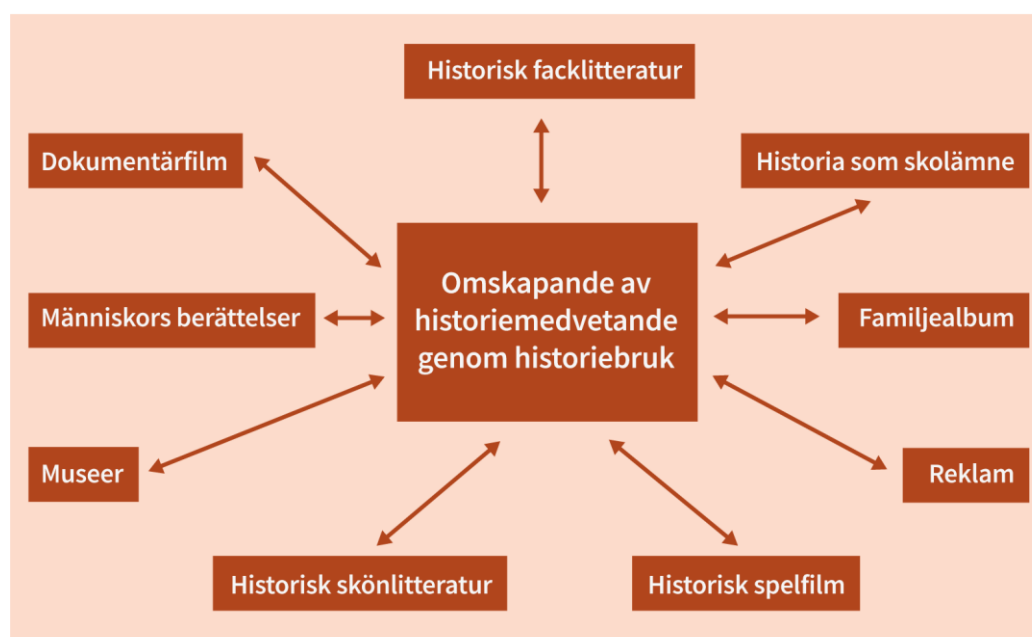 Historisk facklitteratur
Dokumentärfilm
Historia som skolämne
Omskapande av
historiemedvetande
genom historiebruk
Människors berättelser
Familjealbum
Museer
Reklam
Historisk skönlitteratur
Historisk spelfilm